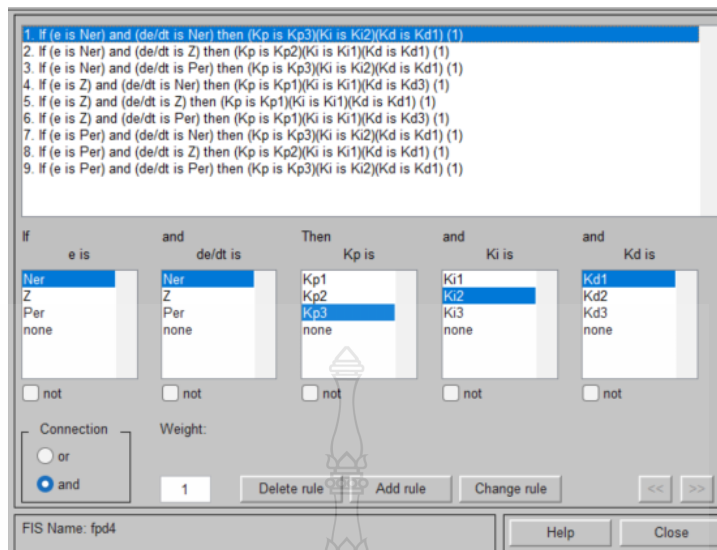 1. If (e is Ner) and (de/dt is Ner) then (Kp is Kp3)(Ki is Ki2)(Kd is Kd1) (1)
2. If (e is Ner) and (de/dt is Z) then (Kp is Kp2)(Ki is Ki1)(Kd is Kd1) (1)
3. If (e is Ner) and (de/dt is Per) then (Kp is Kp3)(Ki is Ki2)(Kd is Kd1) (1)
4. If (e is Z) and (de/dt is Ner) then (Kp is Kp1)(Ki is Ki1)(Kd is Kd3) (1)
5. If (e is Z) and (de/dt is Z) then (Kp is Kp1)(Ki is Ki1)(Kd is Kd1) (1)
6. If (e is Z) and (de/dt is Per) then (Kp is Kp1)(Ki is Ki1)(Kd is Kd3) (1)
7. If (e is Per) and (de/dt is Ner) then (Kp is Kp3)(Ki is Ki2)(Kd is Kd1) (1)
8. If (e is Per) and (de/dt is Z) then (Kp is Kp2)(Ki is Ki1)(Kd is Kd1) (1)
9. If (e is Per) and (de/dt is Per) then (Kp is Kp3)(Ki is Ki2)(Kd is Kd1) (1)
If and Then and and
e is de/dt is Kp is Ki is Kd is
Ner Ner Kp1 Ki1 Kd1
Z Z Kp2 Ki2 Kd2
Per Per Kp3 Ki3 Kd3
none none none none none
not not not not not
Connection Weight:
or
and 1 Delete rule Add rule Change rule << >>
FIS Name: fpd4 Help Close